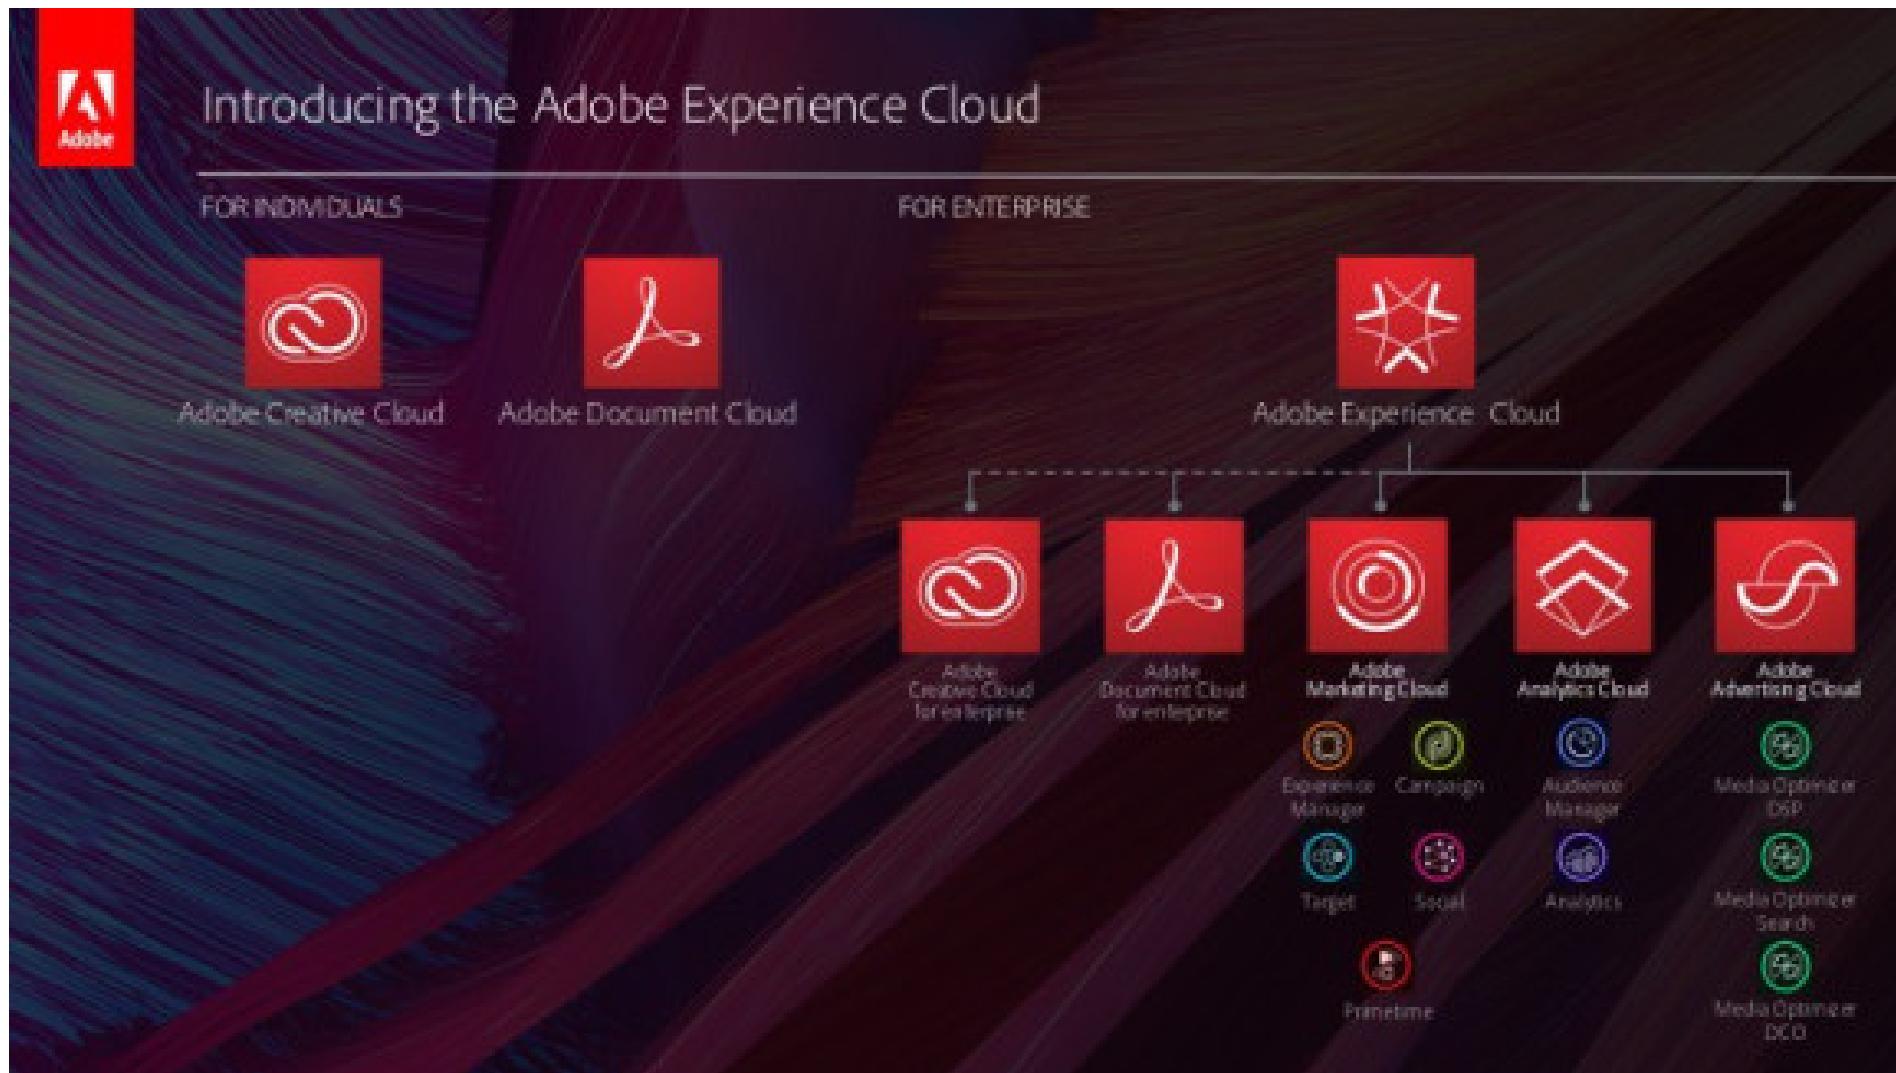 Adobe
Introducing the Adobe Experience Cloud
FOR INDIVIDUALS
FOR ENTERPRISE
Adobe Creative Cloud
Adobe Document Cloud
Adobe Experience Cloud
Adobe
Creative Cloud
for enterprise
Adobe
Document Cloud
for enterprise
Adobe
Marketing Cloud
Adobe
Analytics Cloud
Adobe
Advertising Cloud
Experience
Manager
Campaign
Audience
Manager
Media Optimizer
DSP
Target
Social
Analytics
Media Optimizer
Search
Primetime
Media Optimizer
DCO